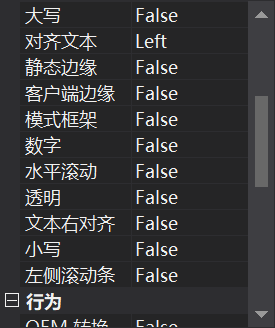 大写 False
对齐文本 Left
静态边缘 False
客户端边缘 False
模式框架 False
数字 False
水平滚动 False
透明 False
文本右对齐 False
小写 False
左侧滚动条 False
行为
OEM 转换 False